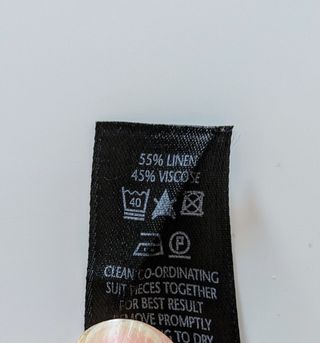 55% LINEN
45% VISCOSE
40
P
CLEAN CO-ORDINATING
SUIT PIECES TOGETHER
FOR BEST RESULT
REMOVE PROMPTLY
TO DRY